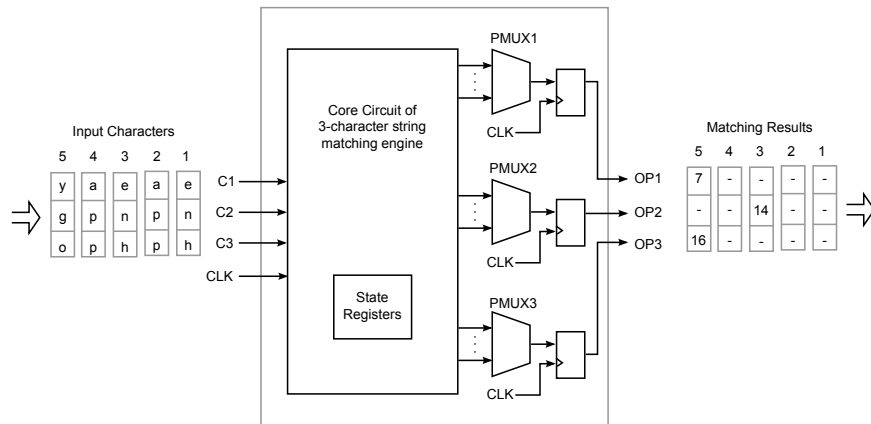 PMUX1
Core Circuit of
3-character string
matching engine
CLK
Input Characters
5 4 3 2 1
y a e a e
g p n p n
o p h p h
C1
C2
C3
CLK
PMUX2
CLK
State
Registers
PMUX3
CLK
OP1
OP2
OP3
Matching Results
5 4 3 2 1
7 - - - -
- - 14 - -
16 - - - -